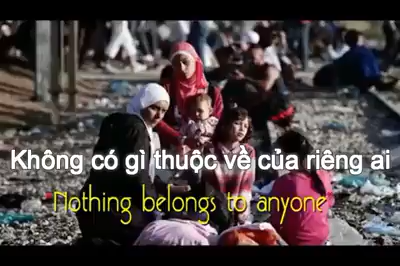 Không có gì thuộc về của riêng ai
Nothing belongs to anyone